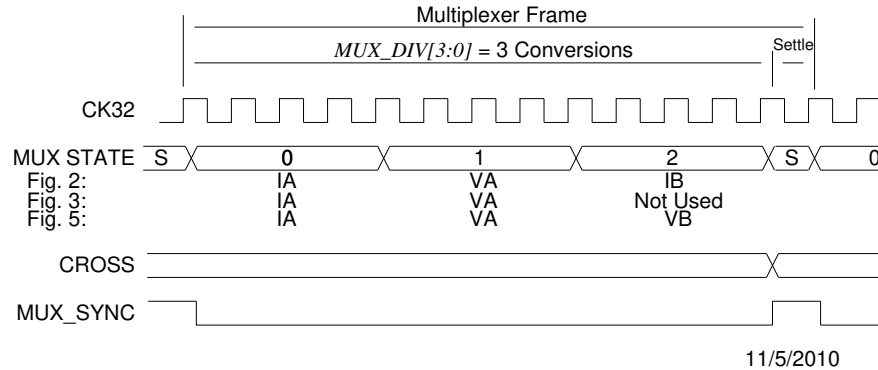 Multiplexer Frame
MUX_DIV[3:0] = 3 Conversions
Settle
CK32
MUX STATE S 0 1 2 S 0
Fig. 2: IA VA IB
Fig. 3: IA VA Not Used
Fig. 5: IA VA VB
CROSS
MUX_SYNC
11/5/2010